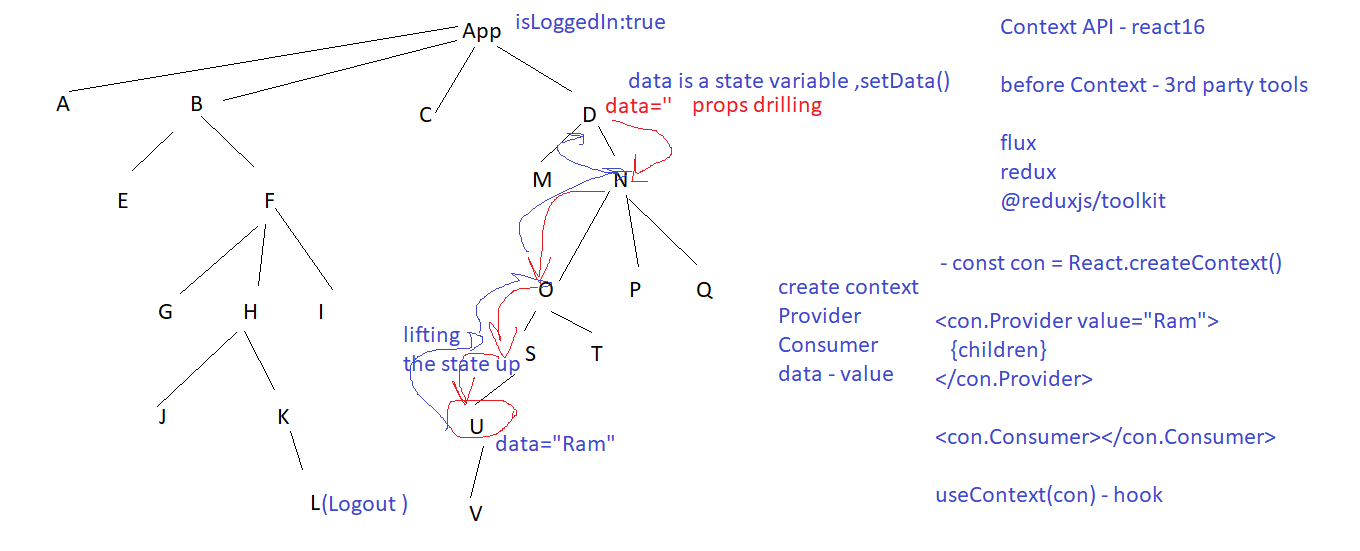 App
isLoggedIn:true
A
B
C
D
data is a state variable ,setData()
data=''
props drilling
E
F
M
N
G
H
I
O
P
Q
lifting
the state up
S
T
J
K
U
data="Ram"
L(Logout )
V
Context API - react16
before Context - 3rd party tools
flux
redux
@reduxjs/toolkit
create context
Provider
Consumer
data - value
- const con = React.createContext()
<con.Provider value="Ram">
{children}
</con.Provider>
<con.Consumer></con.Consumer>
useContext(con) - hook